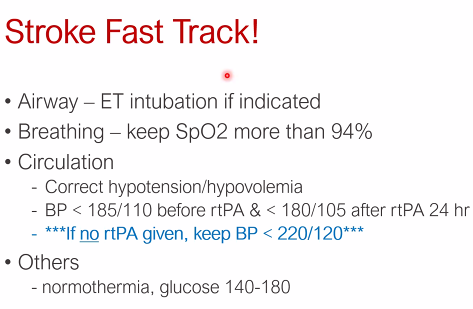 Stroke Fast Track!
• Airway – ET intubation if indicated
• Breathing – keep SpO2 more than 94%
• Circulation
- Correct hypotension/hypovolemia
- BP < 185/110 before rtPA & < 180/105 after rtPA 24 hr
- ***If no rtPA given, keep BP < 220/120***
• Others
- normothermia, glucose 140-180